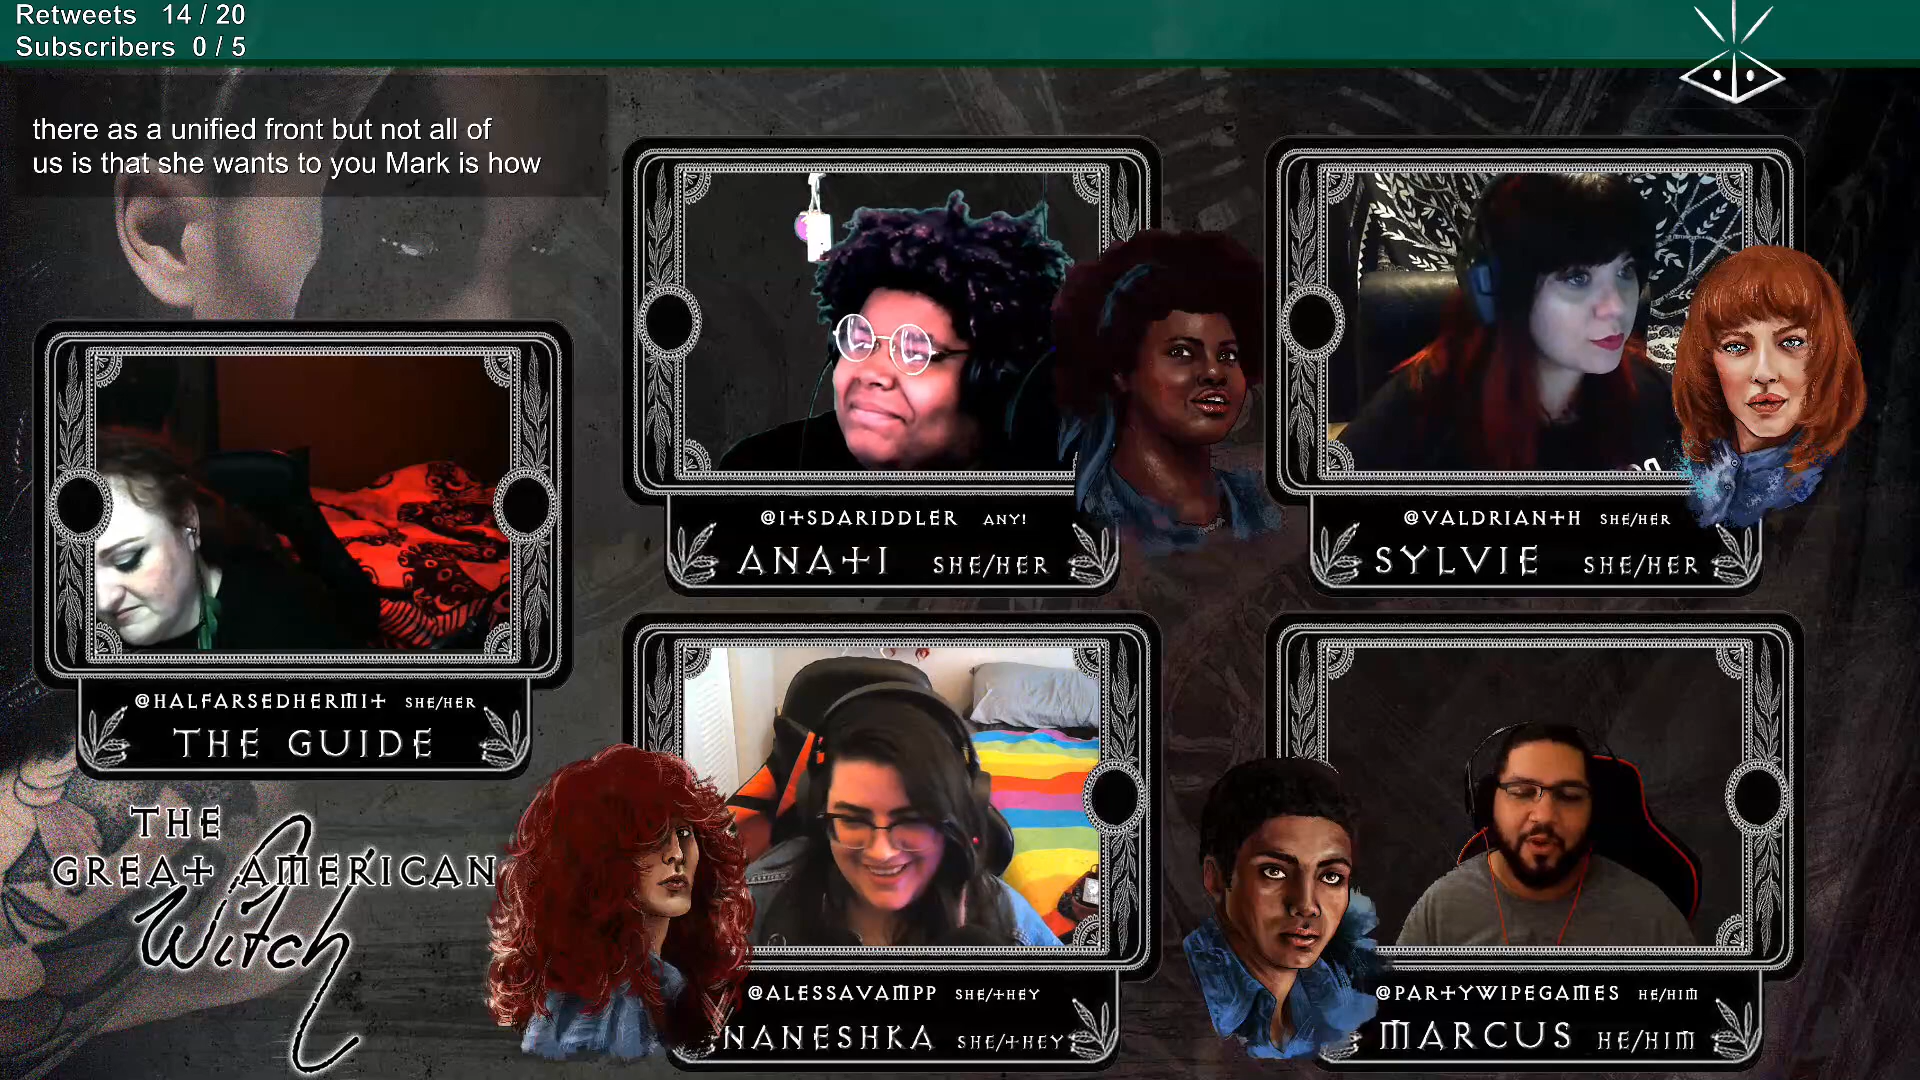 Retweets 14 / 20
Subscribers 0 / 5
there as a unified front but not all of
us is that she wants to you Mark is how
@ITSDARIDDLER ANY!
ANATI SHE/HER
@VALDRIANTH SHE/HER
SYLVIE SHE/HER
@HALFARSEDHERMIT SHE/HER
THE GUIDE
THE
GREAT AMERICAN
Witch
@ALESSAVAMPP SHE/THEY
NANESHKA SHE/THEY
@PARTYWIPEGAMES HE/HIM
MARCUS HE/HIM